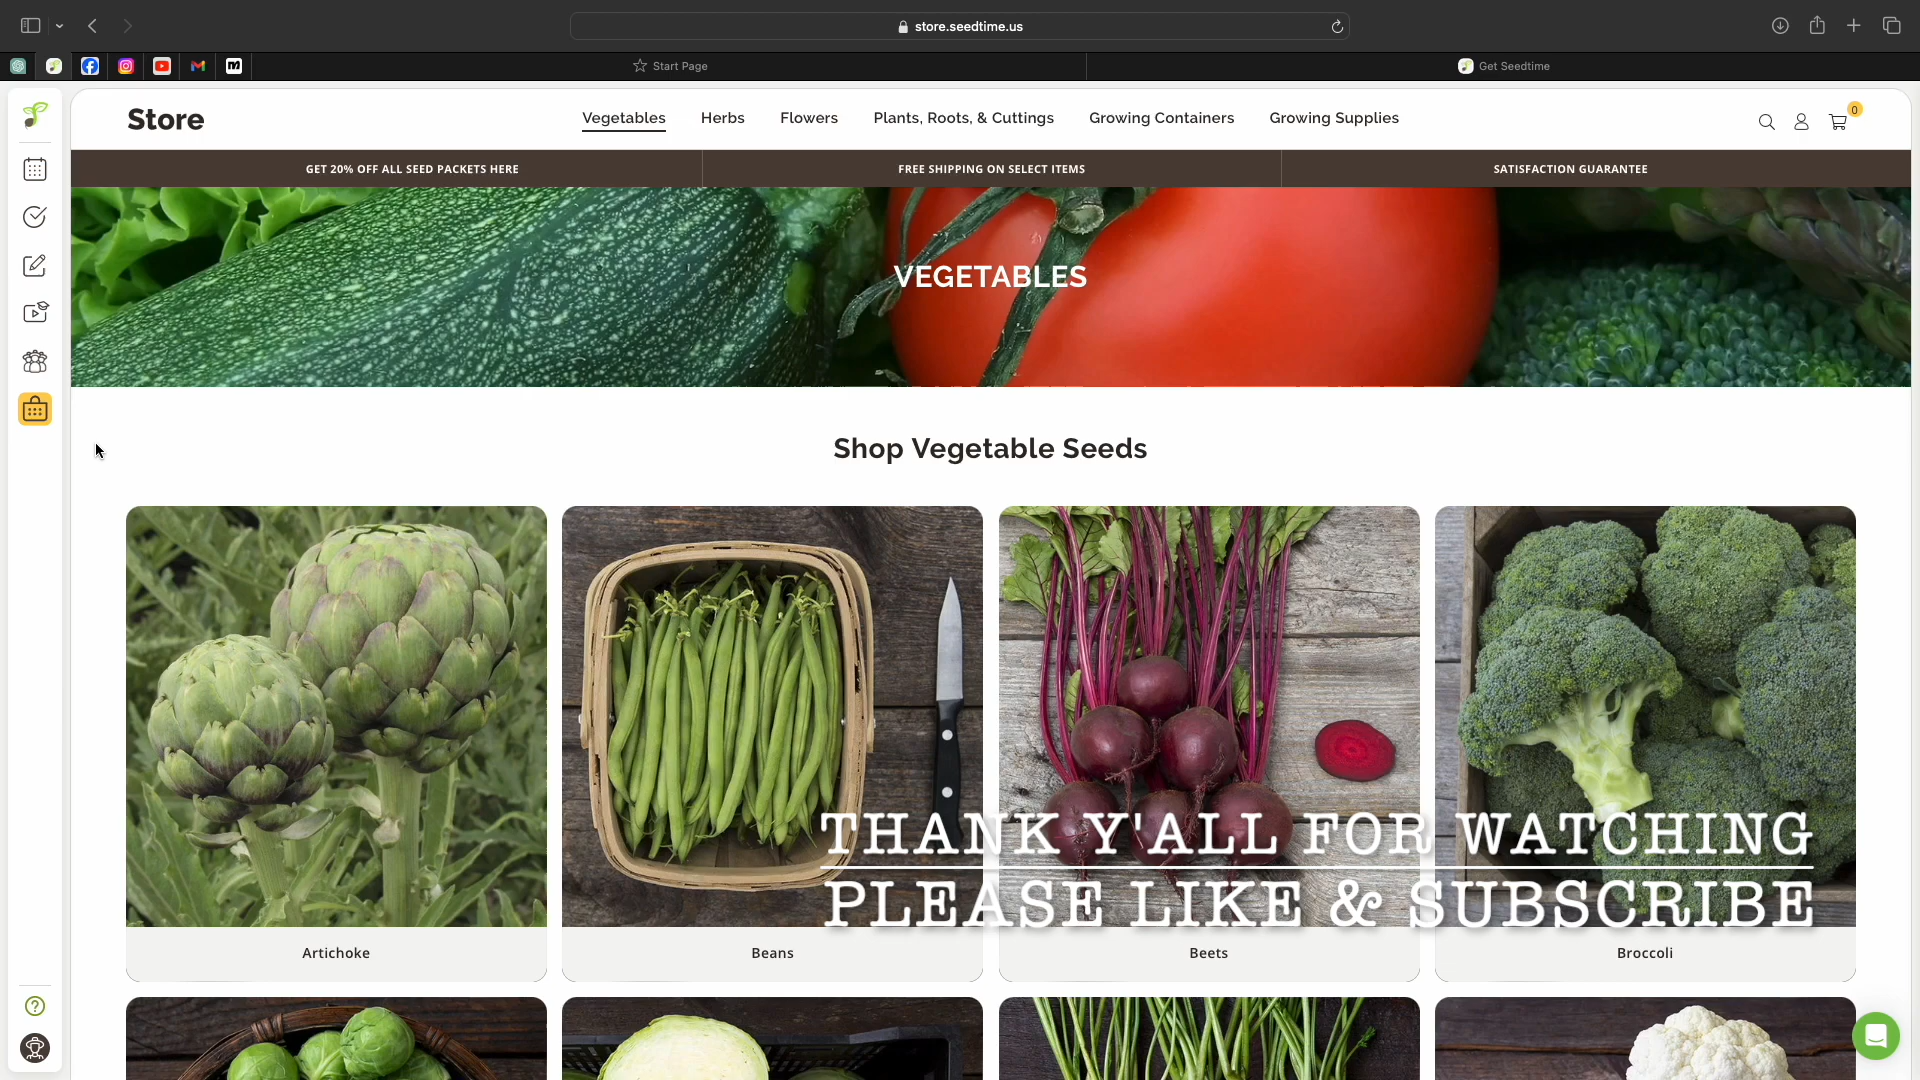 store.seedtime.us
Start Page
Get Seedtime
Store
Vegetables
Herbs
Flowers
Plants, Roots, & Cuttings
Growing Containers
Growing Supplies
0
GET 20% OFF ALL SEED PACKETS HERE
FREE SHIPPING ON SELECT ITEMS
SATISFACTION GUARANTEE
VEGETABLES
Shop Vegetable Seeds
THANK Y'ALL FOR WATCHING
PLEASE LIKE & SUBSCRIBE
Artichoke
Beans
Beets
Broccoli